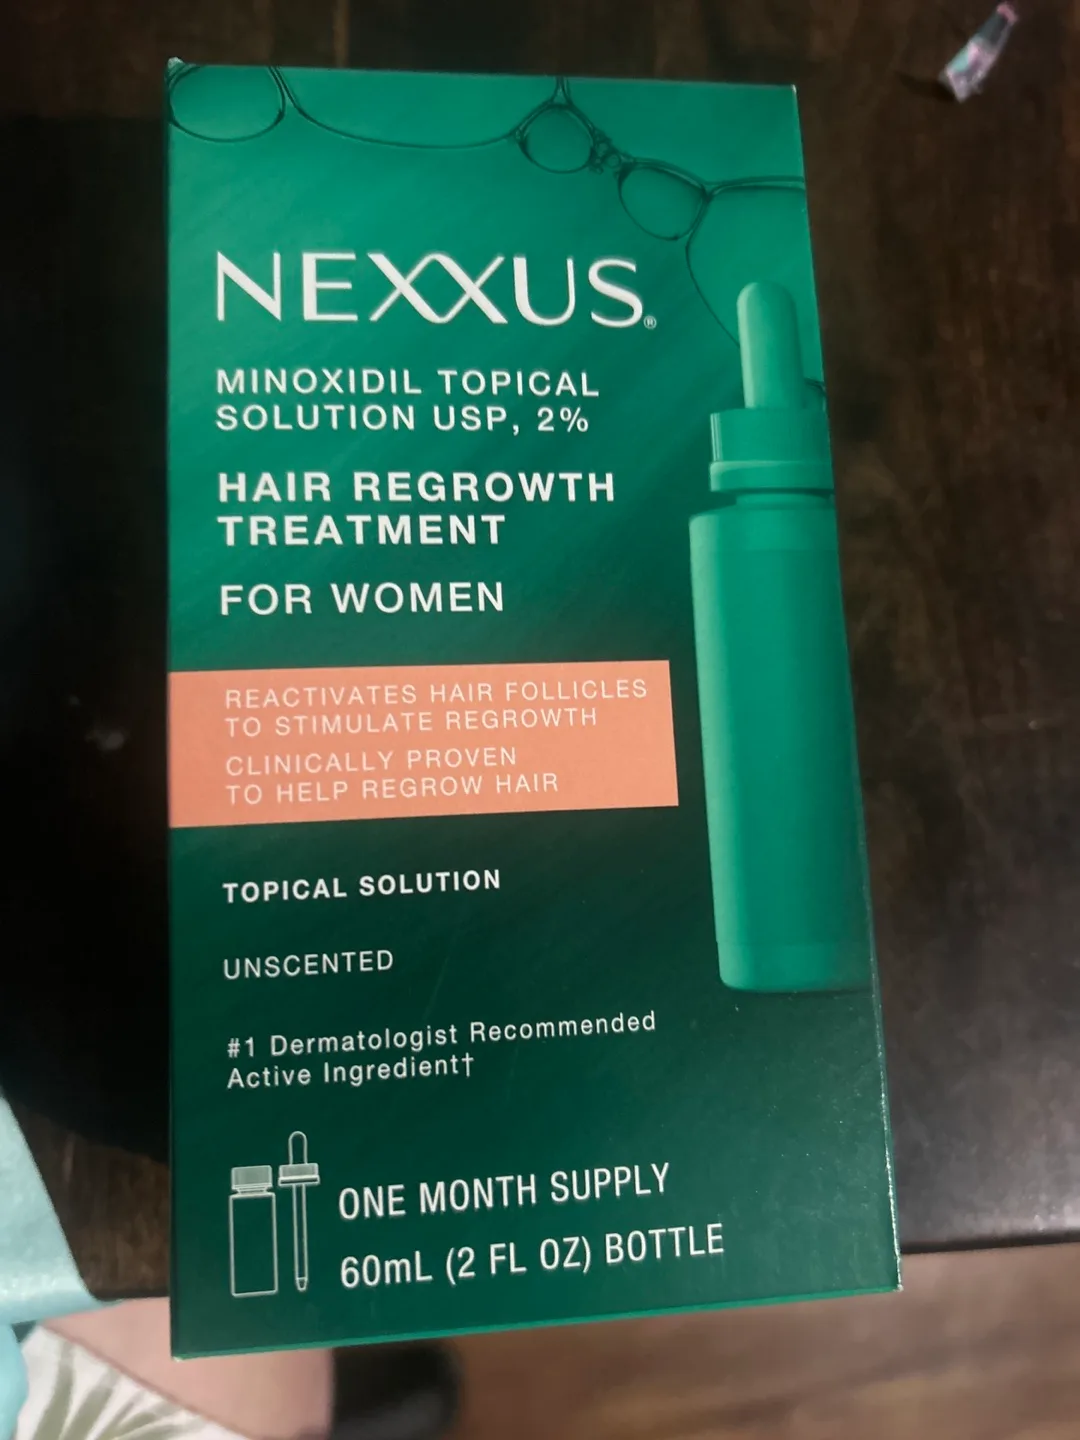 NEXXUS®
MINOXIDIL TOPICAL
SOLUTION USP, 2%
HAIR REGROWTH
TREATMENT
FOR WOMEN
REACTIVATES HAIR FOLLICLES
TO STIMULATE REGROWTH
CLINICALLY PROVEN
TO HELP REGROW HAIR
TOPICAL SOLUTION
UNSCENTED
#1 Dermatologist Recommended
Active Ingredient†
ONE MONTH SUPPLY
60mL (2 FL OZ) BOTTLE